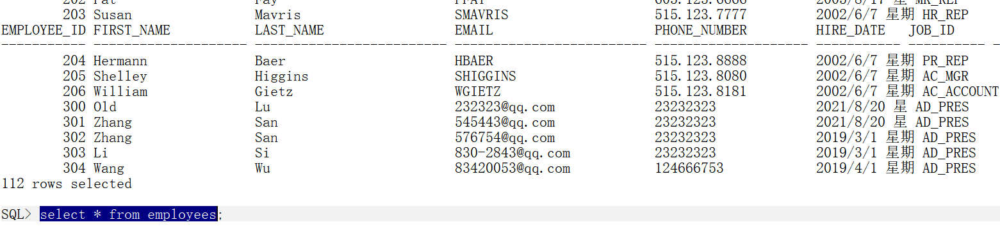 203 Susan Mavris SMAVRIS 515.123.7777 2002/6/7 星期 HR_REP
EMPLOYEE_ID FIRST_NAME LAST_NAME EMAIL PHONE_NUMBER HIRE_DATE JOB_ID
----------- -------------------- ------------------------- ------------------------- -------------------- ----------- ---------- -
204 Hermann Baer HBAER 515.123.8888 2002/6/7 星期 PR_REP
205 Shelley Higgins SHIGGINS 515.123.8080 2002/6/7 星期 AC_MGR
206 William Gietz WGIETZ 515.123.8181 2002/6/7 星期 AC_ACCOUNT
300 Old Lu 232323@qq.com 23232323 2021/8/20 星 AD_PRES
301 Zhang San 545443@qq.com 23232323 2021/8/20 星 AD_PRES
302 Zhang San 576754@qq.com 23232323 2019/3/1 星期 AD_PRES
303 Li Si 830-2843@qq.com 23232323 2019/3/1 星期 AD_PRES
304 Wang Wu 83420053@qq.com 124666753 2019/4/1 星期 AD_PRES
112 rows selected
SQL> select * from employees;